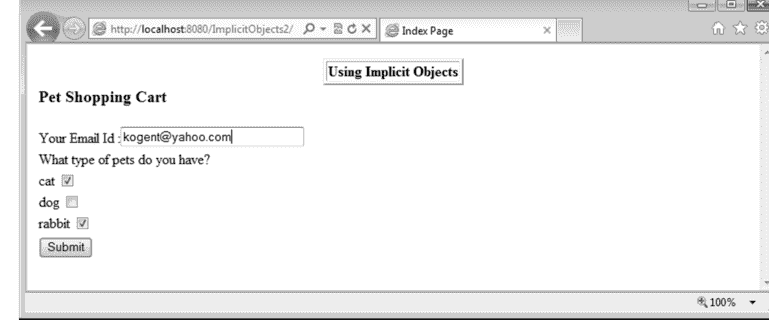 http://localhost:8080/ImplicitObjects2/
Index Page
Using Implicit Objects
Pet Shopping Cart
Your Email Id :kogent@yahoo.com
What type of pets do you have?
cat
dog
rabbit
Submit
100%